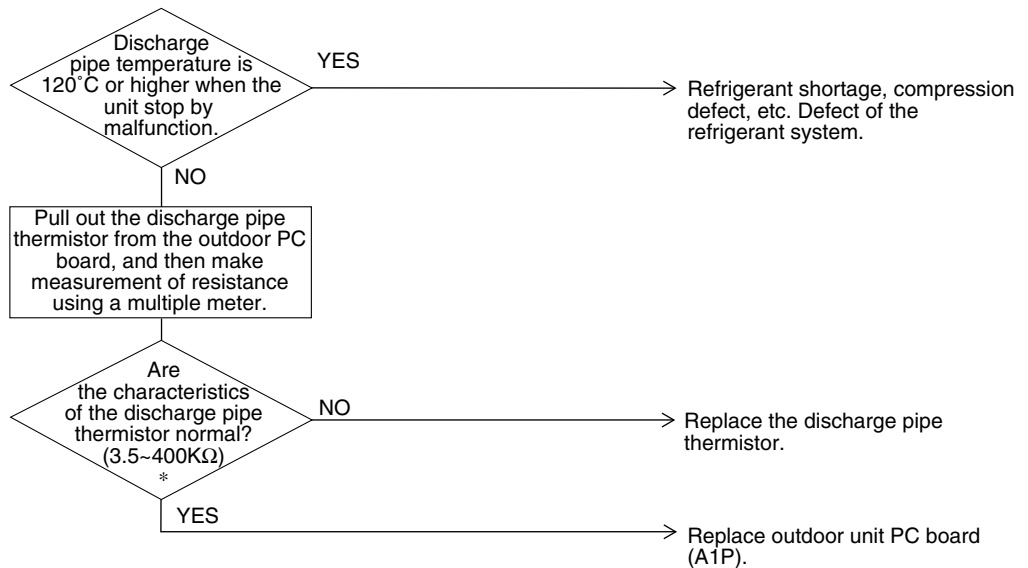 Discharge
pipe temperature is
120˚C or higher when the
unit stop by
malfunction.
YES
Refrigerant shortage, compression
defect, etc. Defect of the
refrigerant system.
NO
Pull out the discharge pipe
thermistor from the outdoor PC
board, and then make
measurement of resistance
using a multiple meter.
Are
the characteristics
of the discharge pipe
thermistor normal?
(3.5~400KΩ)
*
NO
Replace the discharge pipe
thermistor.
YES
Replace outdoor unit PC board
(A1P).